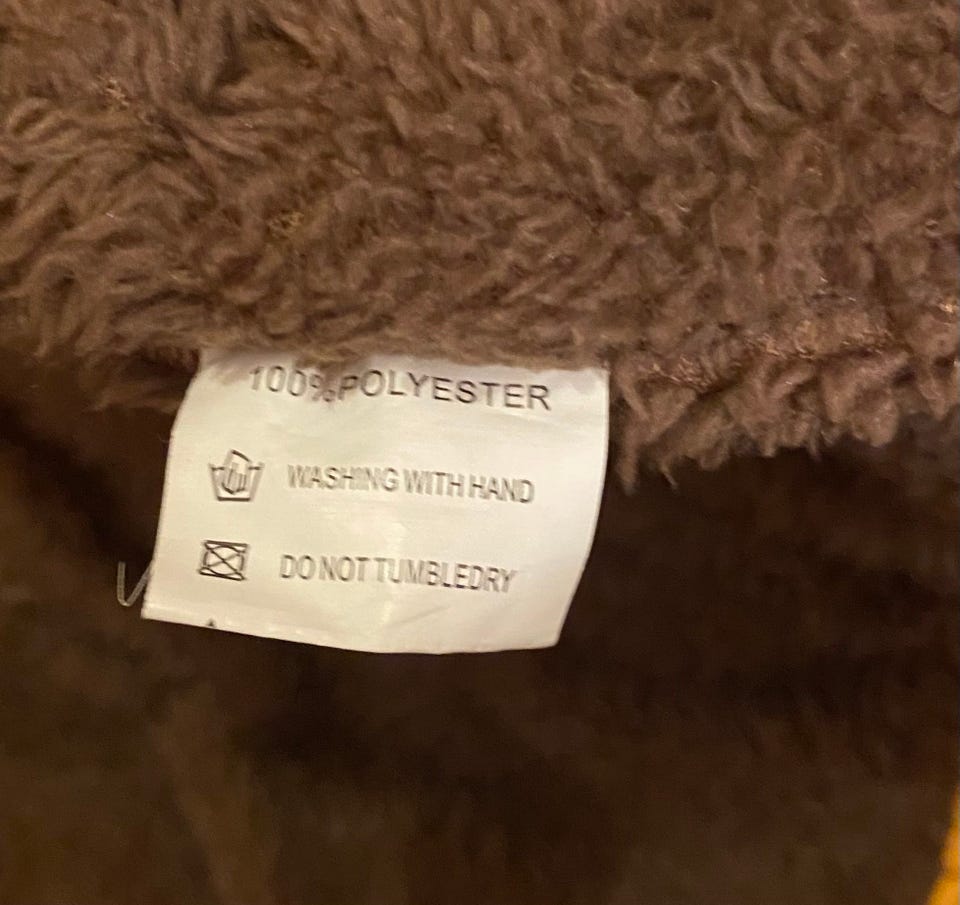 100%POLYESTER
WASHING WITH HAND
DO NOT TUMBLEDRY